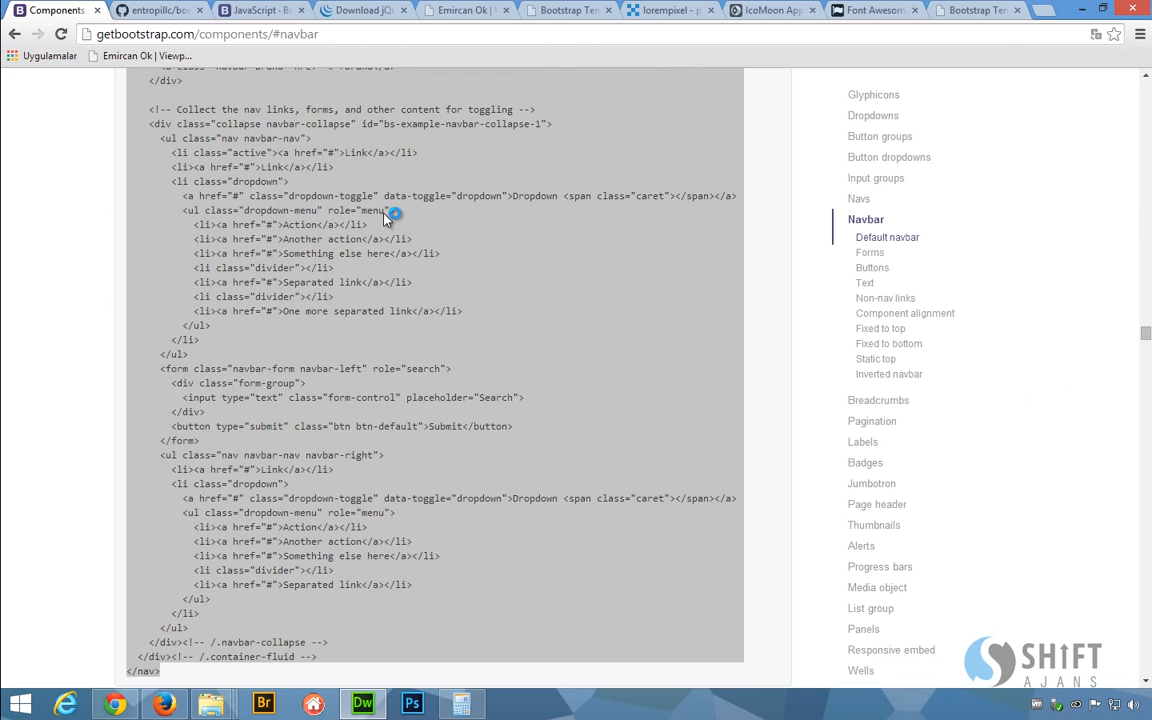 Components
entropillc/bo
JavaScript · Bo
Download jQ
Emircan Ok | V
Bootstrap Ter
lorempixel - p
IcoMoon App
Font Awesom
Bootstrap Ter
getbootstrap.com/components/#navbar
Uygulamalar
Emircan Ok | Viewp...
</div>
<!-- Collect the nav links, forms, and other content for toggling -->
<div class="collapse navbar-collapse" id="bs-example-navbar-collapse-1">
<ul class="nav navbar-nav">
<li class="active"><a href="#">Link</a></li>
<li><a href="#">Link</a></li>
<li class="dropdown">
<a href="#" class="dropdown-toggle" data-toggle="dropdown">Dropdown <span class="caret"></span></a>
<ul class="dropdown-menu" role="menu">
<li><a href="#">Action</a></li>
<li><a href="#">Another action</a></li>
<li><a href="#">Something else here</a></li>
<li class="divider"></li>
<li><a href="#">Separated link</a></li>
<li class="divider"></li>
<li><a href="#">One more separated link</a></li>
</ul>
</li>
</ul>
<form class="navbar-form navbar-left" role="search">
<div class="form-group">
<input type="text" class="form-control" placeholder="Search">
</div>
<button type="submit" class="btn btn-default">Submit</button>
</form>
<ul class="nav navbar-nav navbar-right">
<li><a href="#">Link</a></li>
<li class="dropdown">
<a href="#" class="dropdown-toggle" data-toggle="dropdown">Dropdown <span class="caret"></span></a>
<ul class="dropdown-menu" role="menu">
<li><a href="#">Action</a></li>
<li><a href="#">Another action</a></li>
<li><a href="#">Something else here</a></li>
<li class="divider"></li>
<li><a href="#">Separated link</a></li>
</ul>
</li>
</ul>
</div><!-- /.navbar-collapse -->
</div><!-- /.container-fluid -->
</nav>
Glyphicons
Dropdowns
Button groups
Button dropdowns
Input groups
Navs
Navbar
Default navbar
Forms
Buttons
Text
Non-nav links
Component alignment
Fixed to top
Fixed to bottom
Static top
Inverted navbar
Breadcrumbs
Pagination
Labels
Badges
Jumbotron
Page header
Thumbnails
Alerts
Progress bars
Media object
List group
Panels
Responsive embed
Wells
SHiFT
AJANS
Br
Dw
Ps